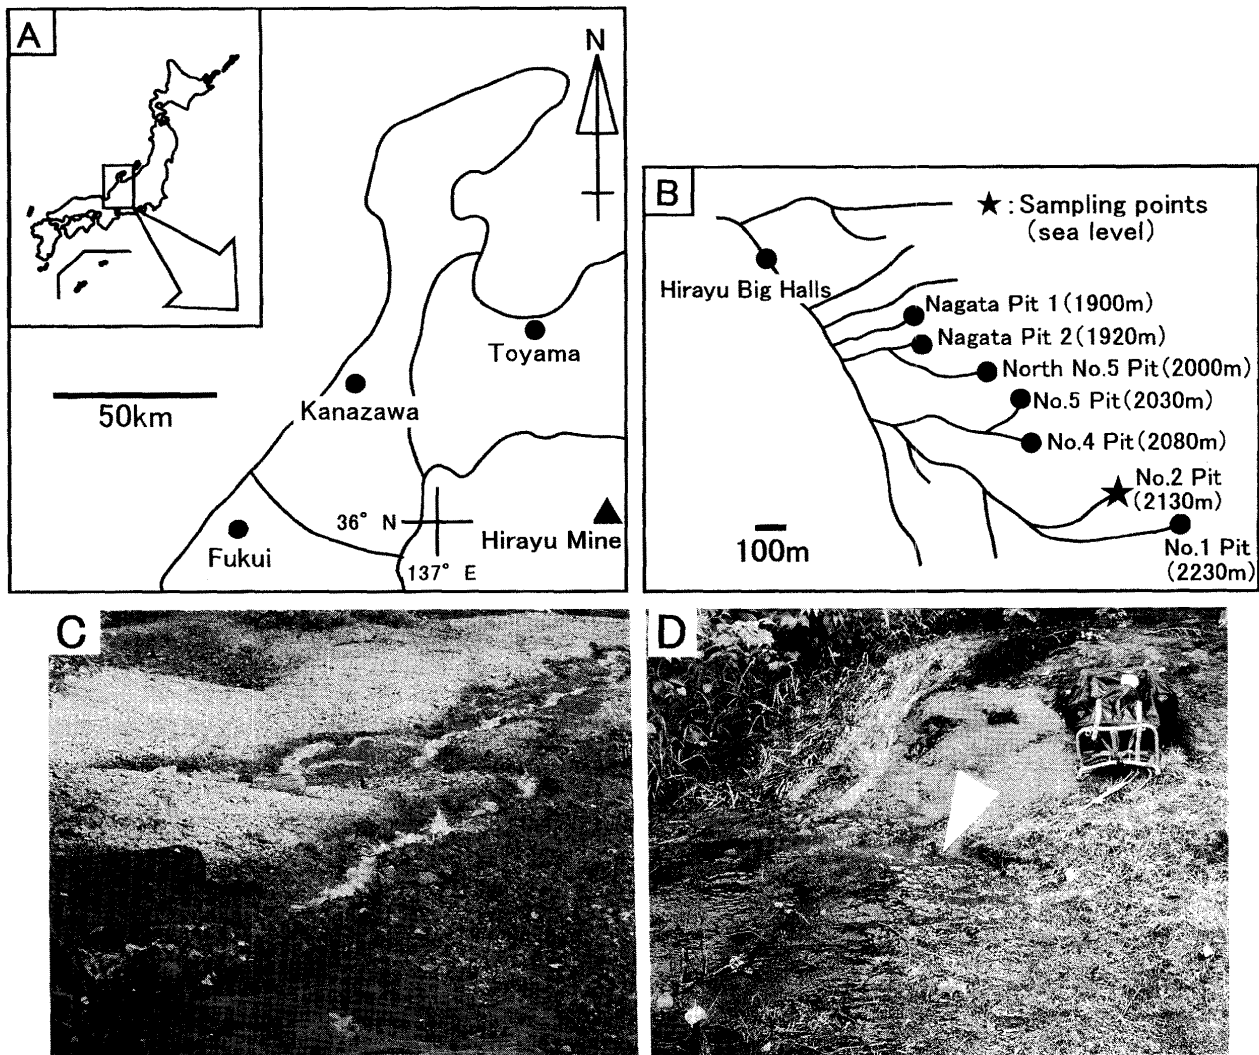 A
N
Toyama
Kanazawa
50km
36° N
Hirayu Mine
Fukui
137° E
B
★: Sampling points
(sea level)
Hirayu Big Halls
Nagata Pit 1(1900m)
Nagata Pit 2(1920m)
North No.5 Pit(2000m)
No.5 Pit(2030m)
No.4 Pit(2080m)
No.2 Pit
(2130m)
100m
No.1 Pit
(2230m)
C
D